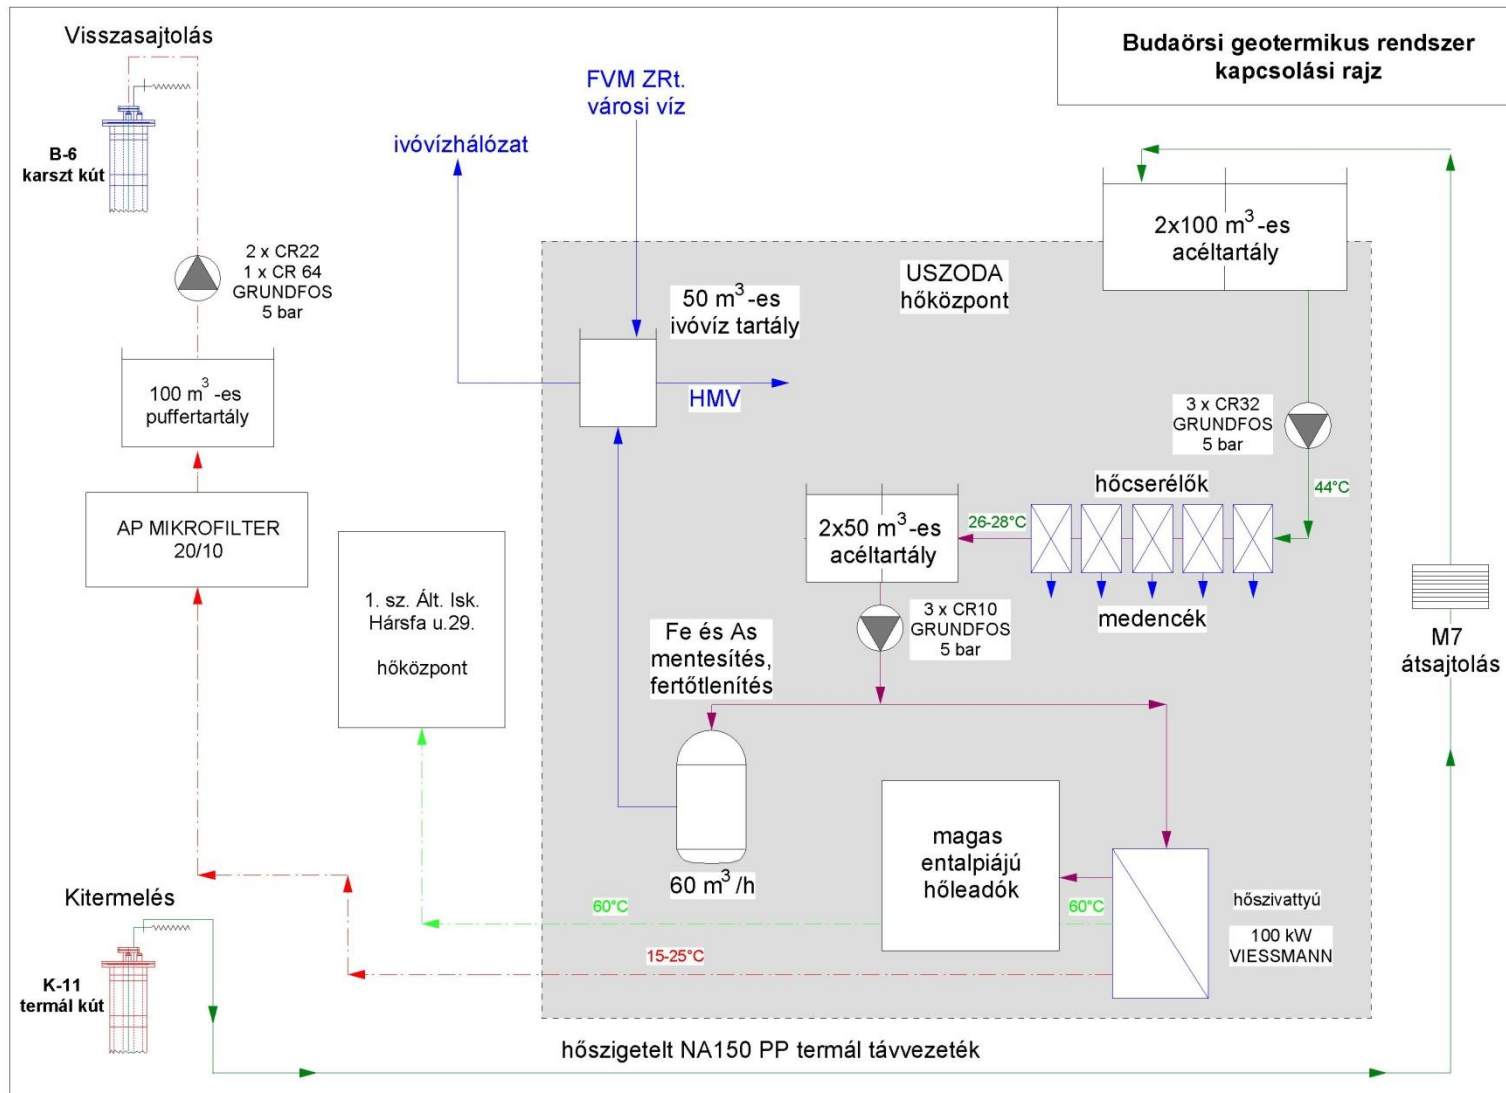 Budaörsi geotermikus rendszer
kapcsolási rajz
Visszasajtolás
B-6
karszt kút
2 x CR22
1 x CR 64
GRUNDFOS
5 bar
100 m³-es
puffertartály
AP MIKROFILTER
20/10
FVM ZRt.
városi víz
ivóvízhálózat
50 m³-es
ivóvíz tartály
HMV
USZODA
hőközpont
2x100 m³-es
acéltartály
3 x CR32
GRUNDFOS
5 bar
44°C
hőcserélők
26-28°C
medencék
2x50 m³-es
acéltartály
3 x CR10
GRUNDFOS
5 bar
M7
átsajtolás
1. sz. Ált. Isk.
Hársfa u.29.
hőközpont
Fe és As
mentesítés,
fertőtlenítés
60 m³/h
magas
entalpiájú
hőleadók
hőszivattyú
100 kW
VIESSMANN
60°C
60°C
15-25°C
Kitermelés
K-11
termál kút
hőszigetelt NA150 PP termál távvezeték